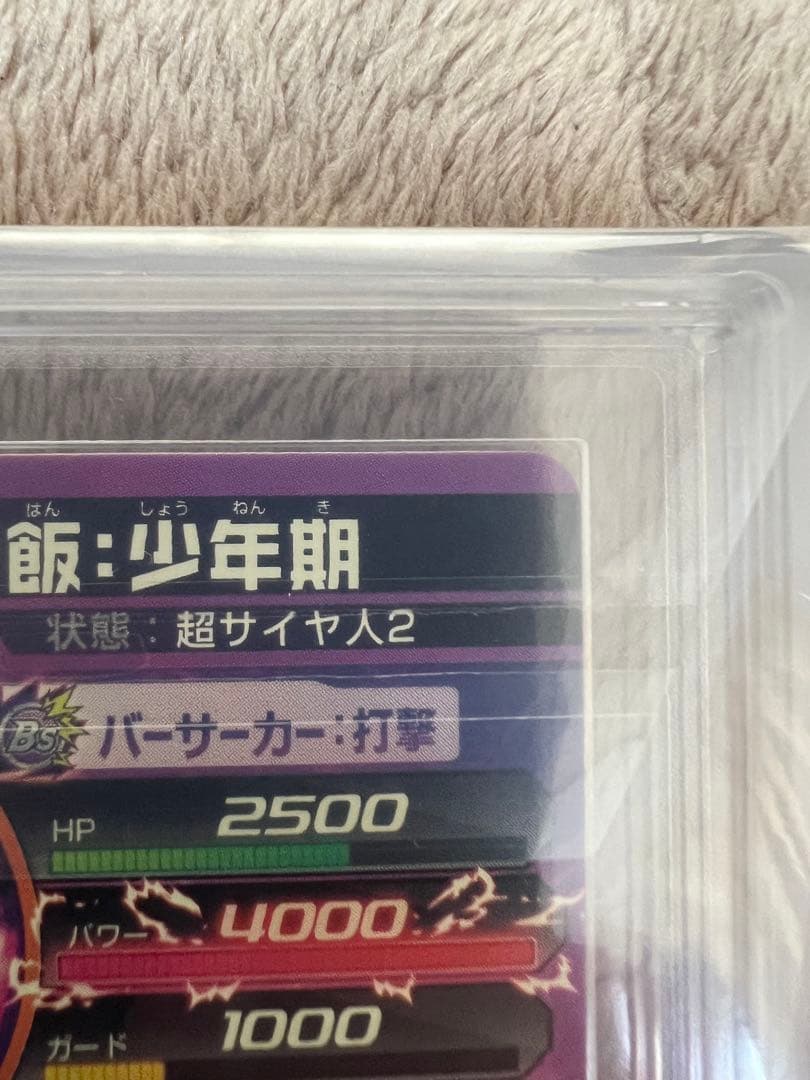 はん しょう ねん き
飯:少年期
状態:超サイヤ人2
BS バーサーカー:打撃
HP 2500
パワー 4000
ガード 1000